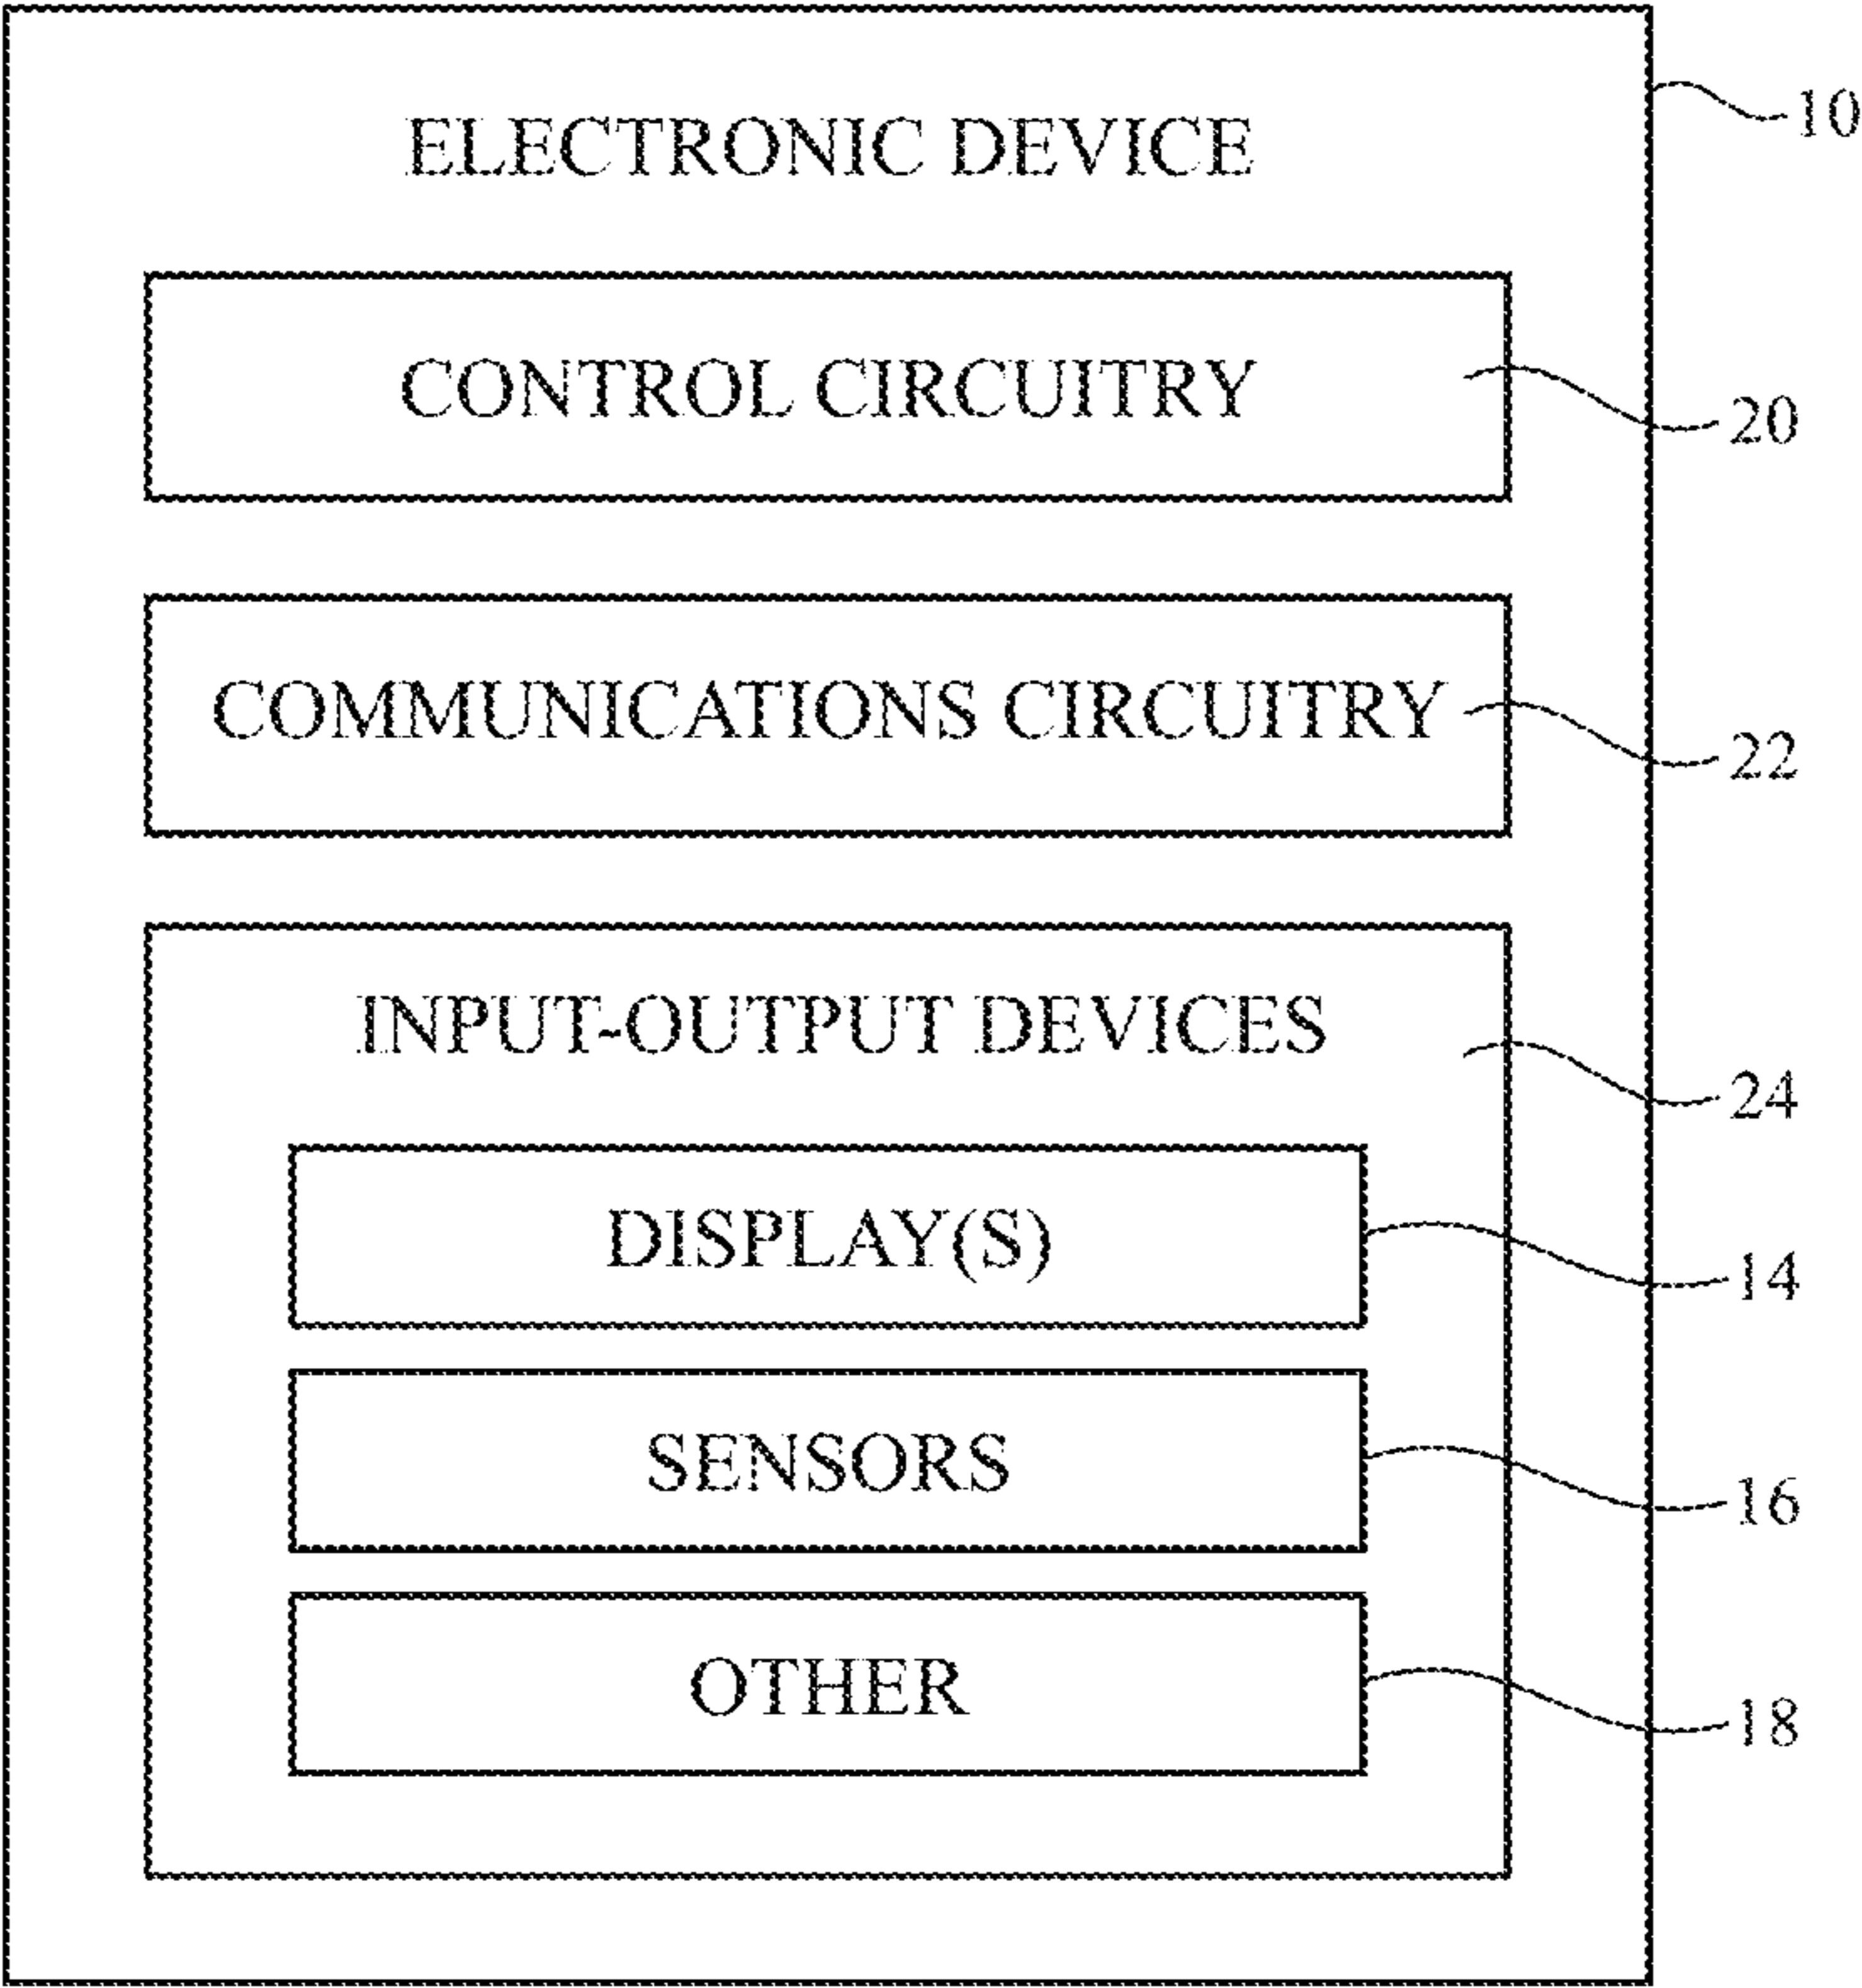 ELECTRONIC DEVICE
10
CONTROL CIRCUITRY
20
COMMUNICATIONS CIRCUITRY
22
INPUT-OUTPUT DEVICES
24
DISPLAY(S)
14
SENSORS
16
OTHER
18